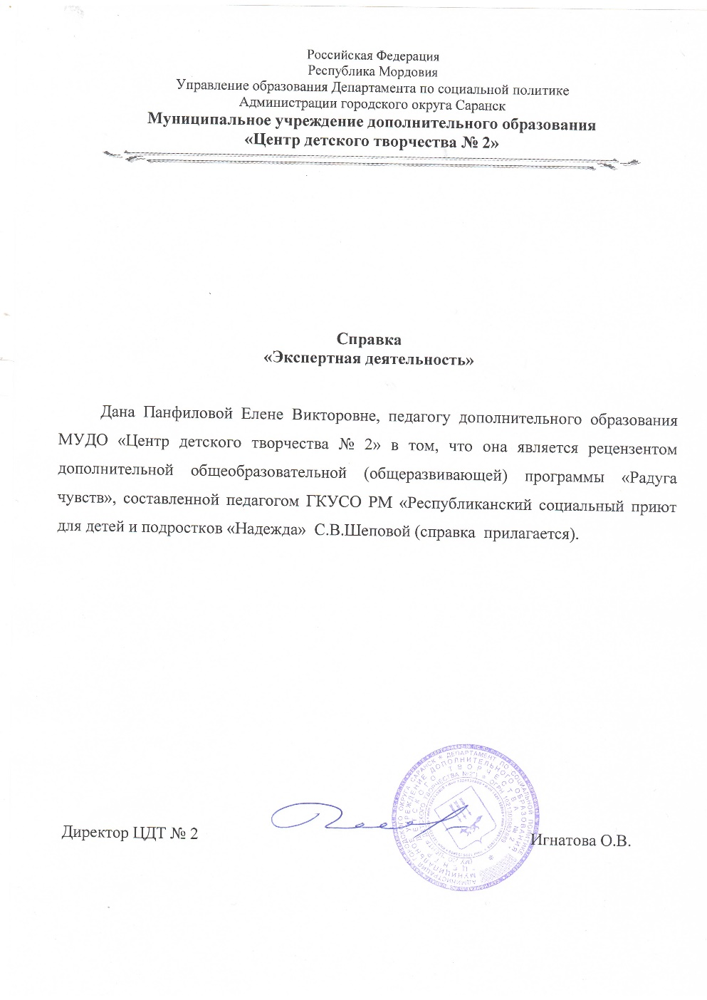 Российская Федерация
Республика Мордовия
Управление образования Департамента по социальной политике
Администрации городского округа Саранск
Муниципальное учреждение дополнительного образования
«Центр детского творчества № 2»
Справка
«Экспертная деятельность»
Дана Панфиловой Елене Викторовне, педагогу дополнительного образования
МУДО «Центр детского творчества № 2» в том, что она является рецензентом
дополнительной общеобразовательной (общеразвивающей) программы «Радуга
чувств», составленной педагогом ГКУСО РМ «Республиканский социальный приют
для детей и подростков «Надежда» С.В.Шеповой (справка прилагается).
Директор ЦДТ № 2
Игнатова О.В.